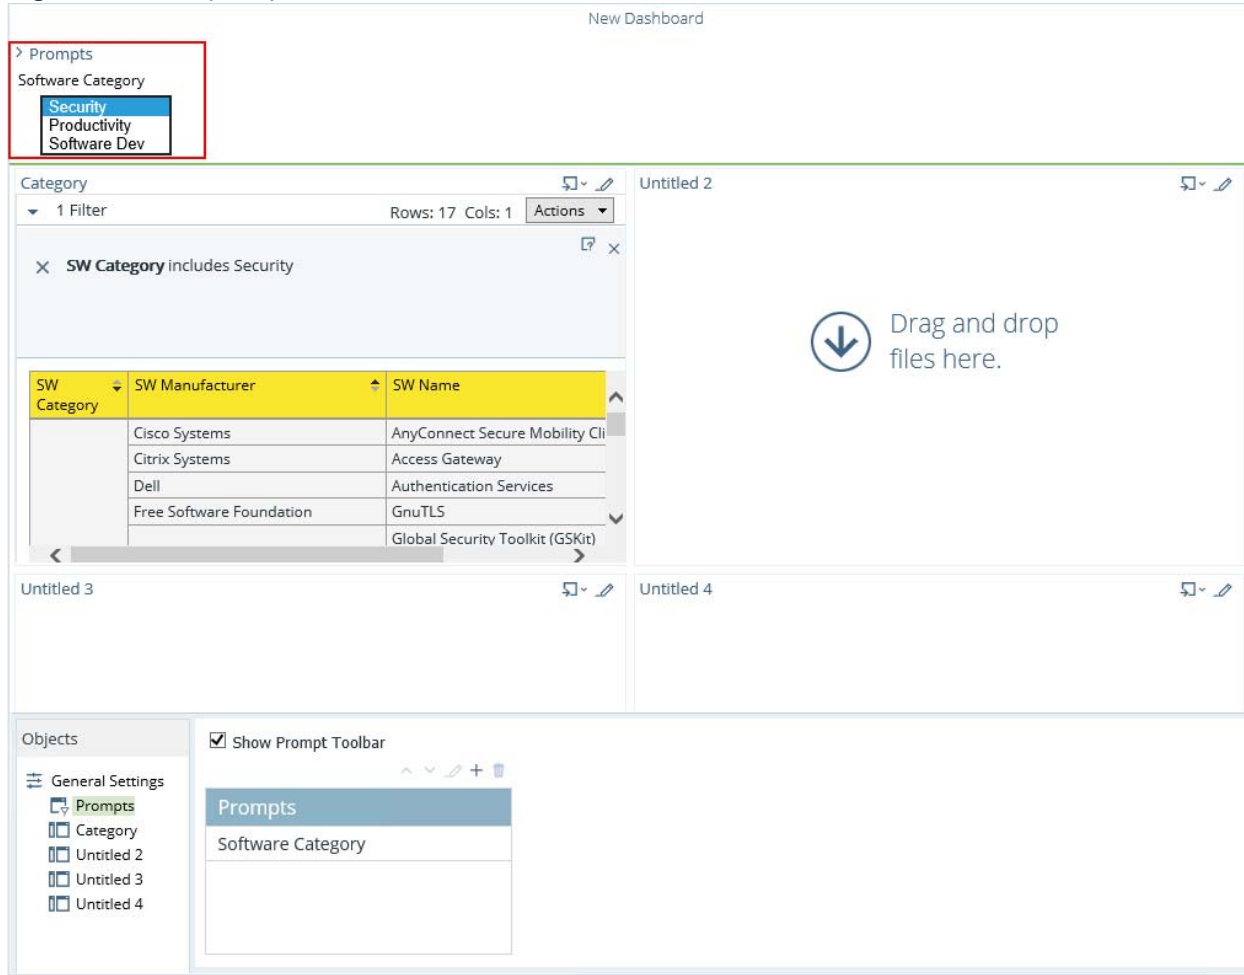 New Dashboard
> Prompts
Software Category
Security
Productivity
Software Dev
Category
1 Filter
Rows: 17 Cols: 1
Actions
SW Category includes Security
SW Category
SW Manufacturer
SW Name
Cisco Systems
AnyConnect Secure Mobility Cli
Citrix Systems
Access Gateway
Dell
Authentication Services
Free Software Foundation
GnuTLS
Global Security Toolkit (GSKit)
Untitled 2
Drag and drop
files here.
Untitled 3
Untitled 4
Objects
General Settings
Prompts
Category
Untitled 2
Untitled 3
Untitled 4
Show Prompt Toolbar
Prompts
Software Category